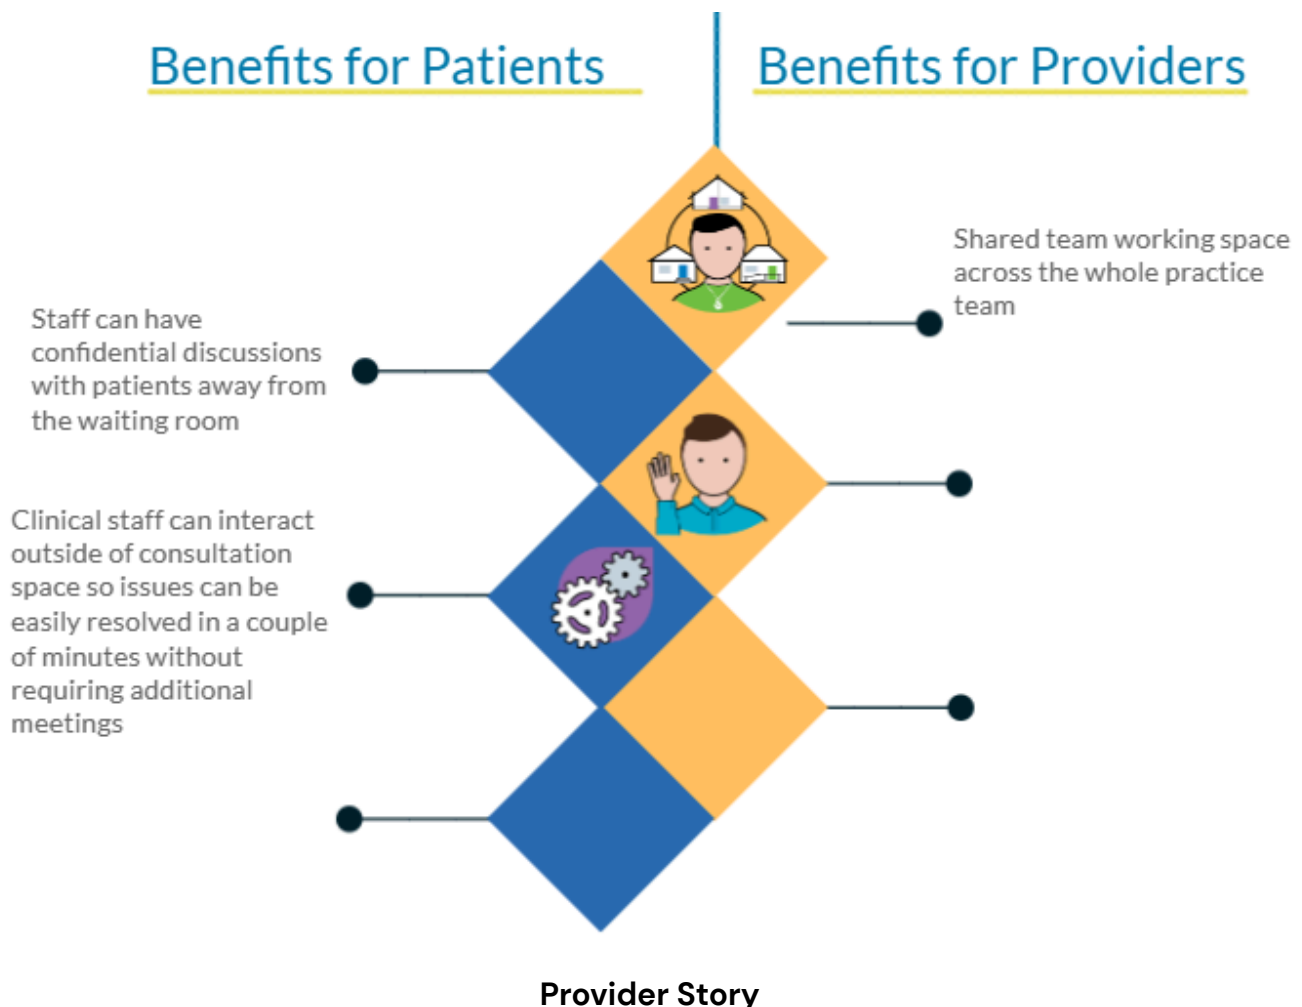 Benefits for Patients
Benefits for Providers
Shared team working space
across the whole practice
team
Staff can have
confidential discussions
with patients away from
the waiting room
Clinical staff can interact
outside of consultation
space so issues can be
easily resolved in a couple
of minutes without
requiring additional
meetings
Provider Story